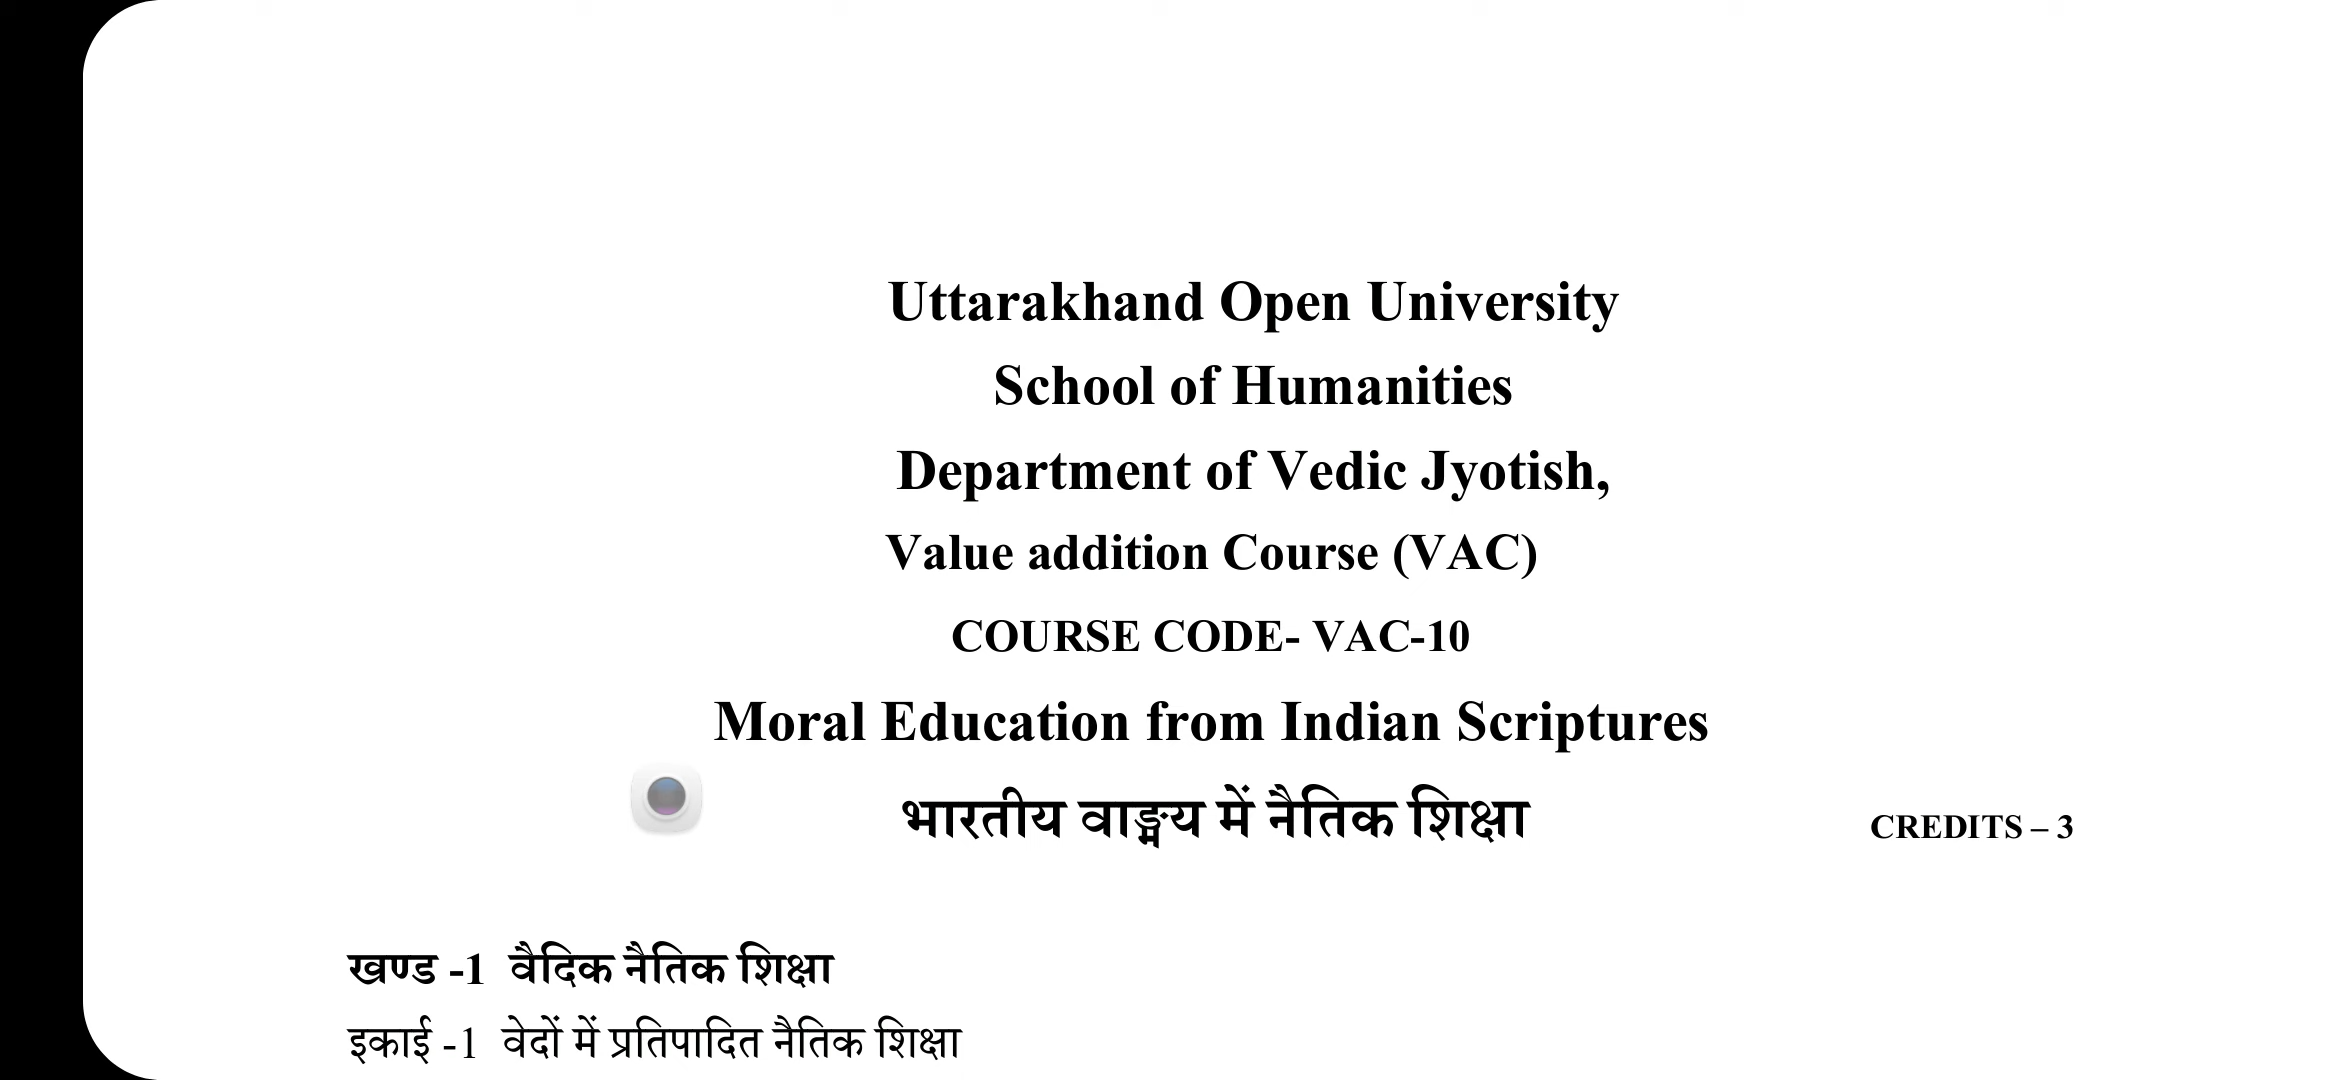 Uttarakhand Open University
School of Humanities
Department of Vedic Jyotish,
Value addition Course (VAC)
COURSE CODE- VAC-10
Moral Education from Indian Scriptures
भारतीय वाङ्मय में नैतिक शिक्षा CREDITS – 3
खण्ड -1 वैदिक नैतिक शिक्षा
इकाई -1 वेदों में प्रतिपादित नैतिक शिक्षा